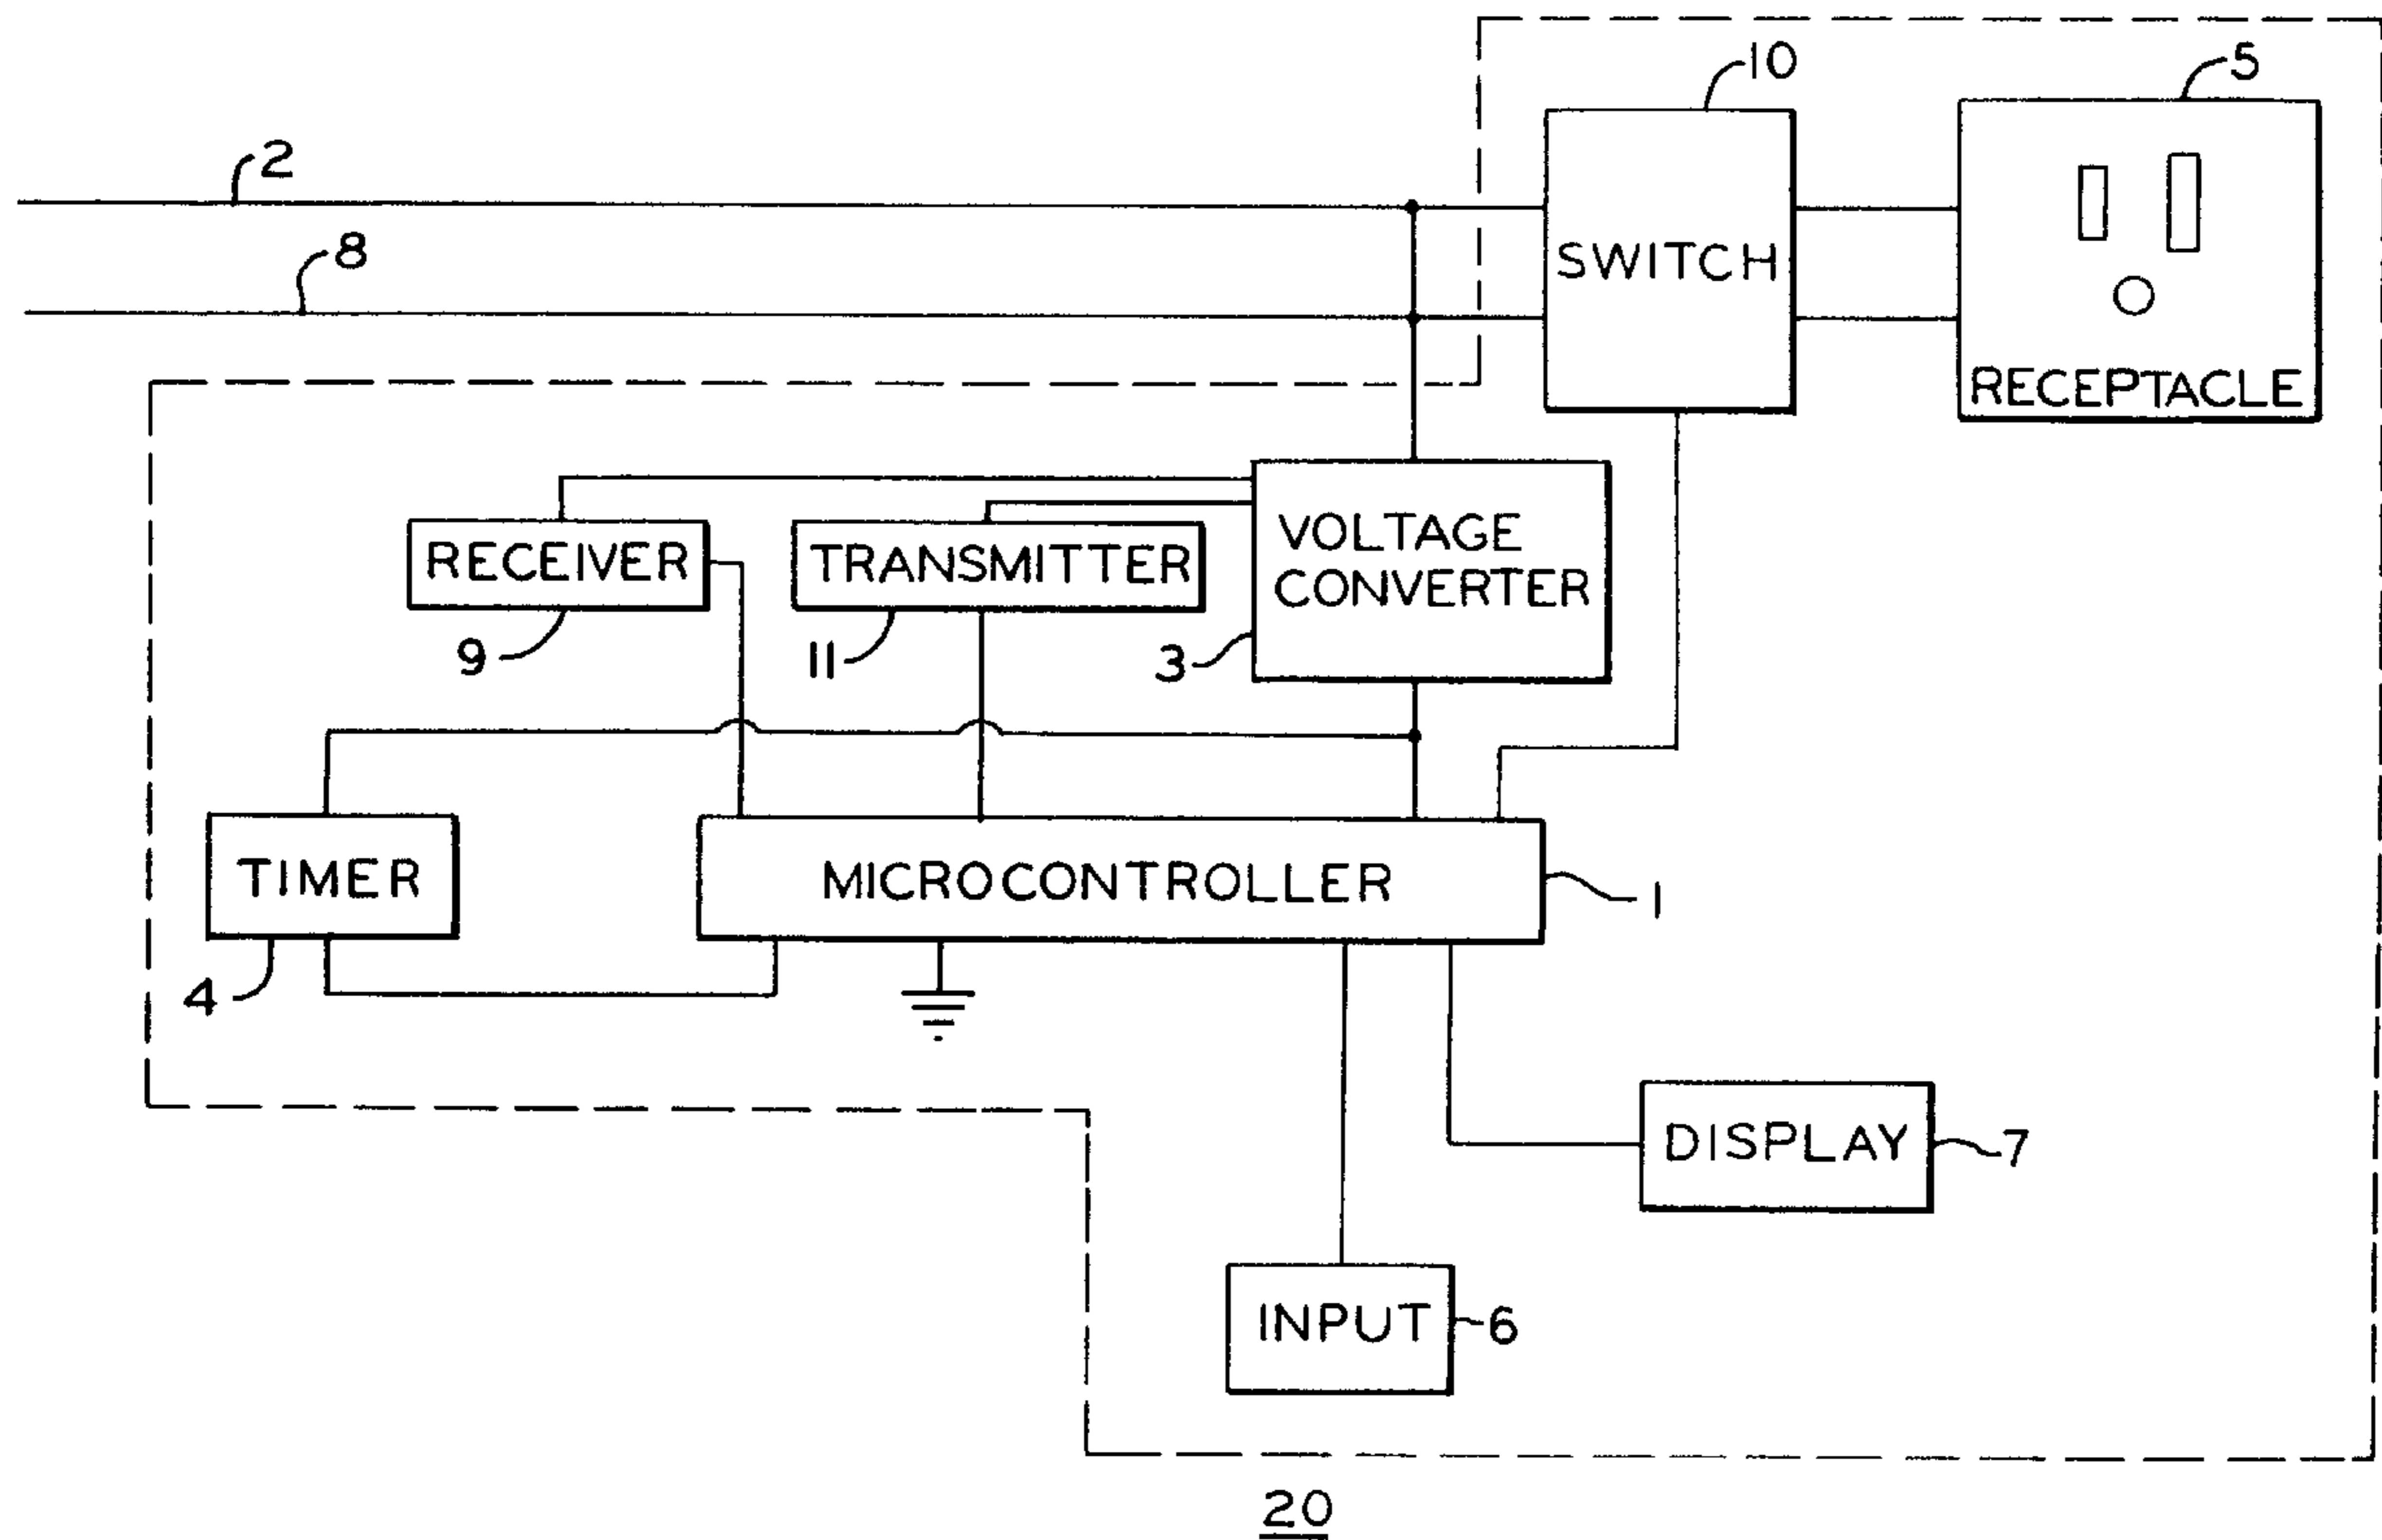 10
5
2
8
SWITCH
RECEPTACLE
RECEIVER
TRANSMITTER
VOLTAGE
CONVERTER
9
11
3
TIMER
MICROCONTROLLER
1
4
DISPLAY
7
INPUT
6
20